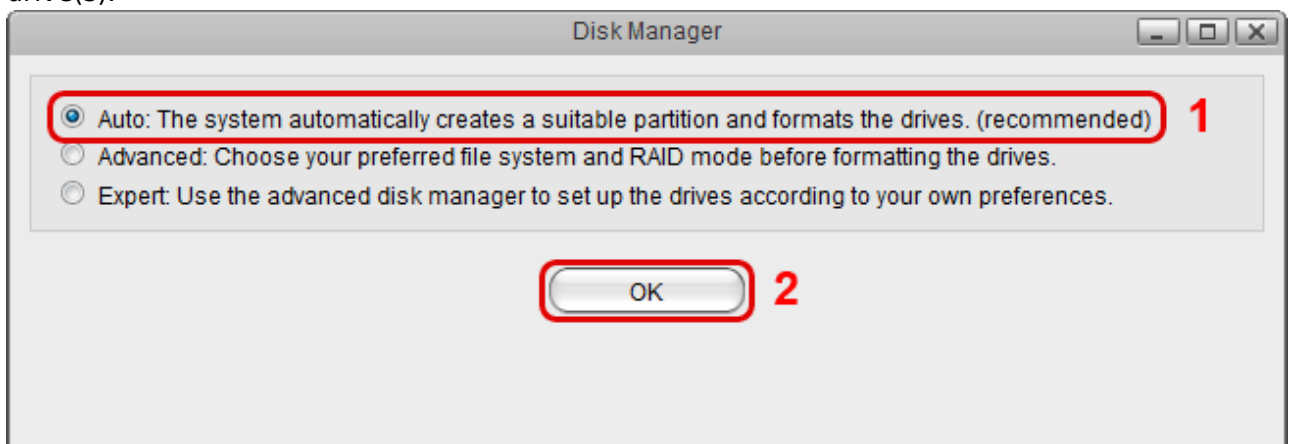 drive(s).
Disk Manager
Auto: The system automatically creates a suitable partition and formats the drives. (recommended) 1
Advanced: Choose your preferred file system and RAID mode before formatting the drives.
Expert: Use the advanced disk manager to set up the drives according to your own preferences.
OK 2